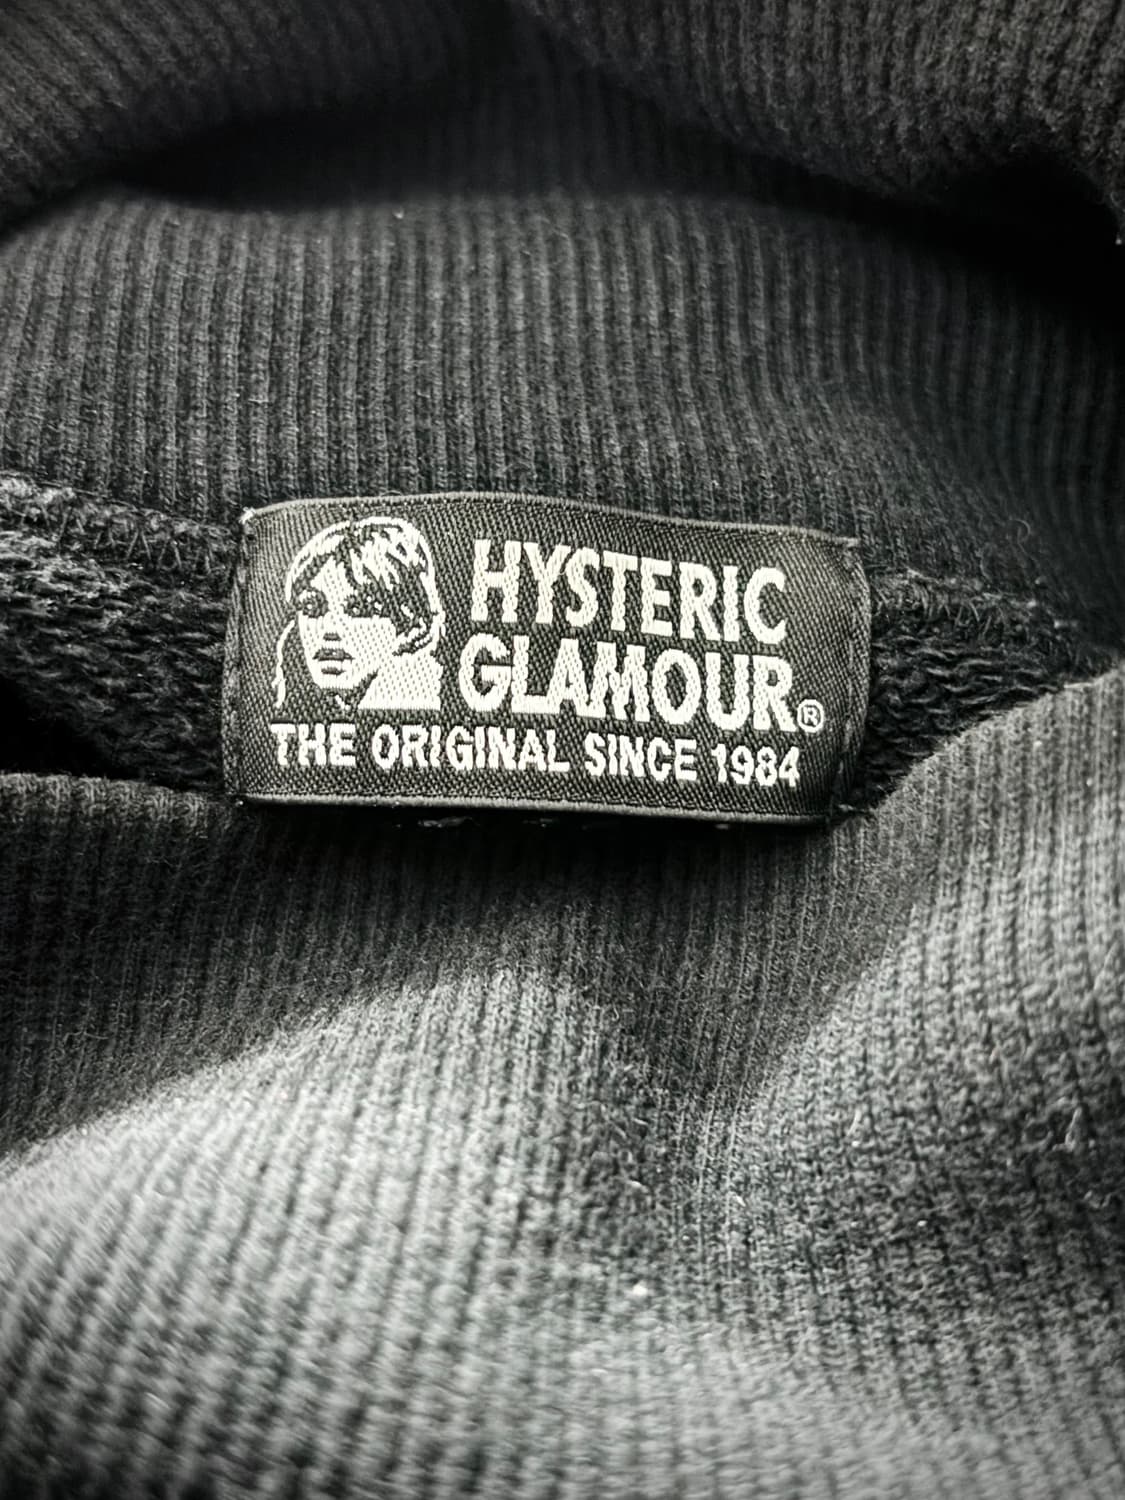 HYSTERIC
GLAMOUR®
THE ORIGINAL SINCE 1984